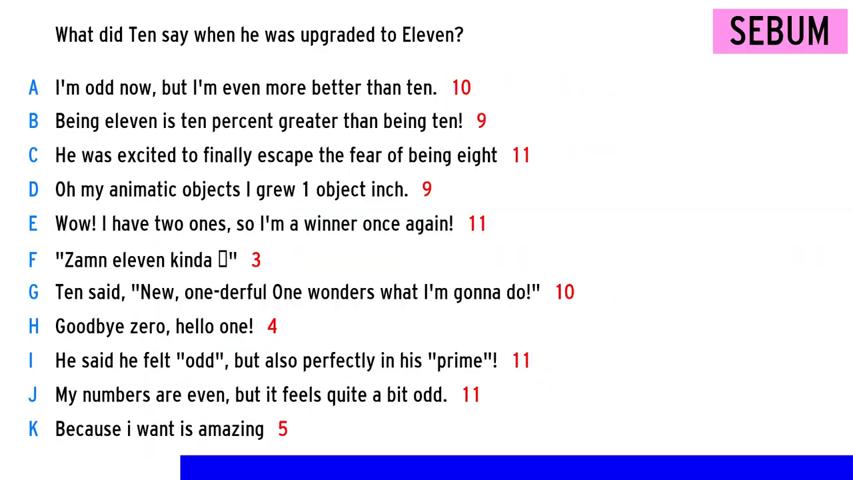 What did Ten say when he was upgraded to Eleven?
SEBUM
A I'm odd now, but I'm even more better than ten. 10
B Being eleven is ten percent greater than being ten! 9
C He was excited to finally escape the fear of being eight 11
D Oh my animatic objects I grew 1 object inch. 9
E Wow! I have two ones, so I'm a winner once again! 11
F "Zamn eleven kinda ▯" 3
G Ten said, "New, one-derful One wonders what I'm gonna do!" 10
H Goodbye zero, hello one! 4
I He said he felt "odd", but also perfectly in his "prime"! 11
J My numbers are even, but it feels quite a bit odd. 11
K Because i want is amazing 5